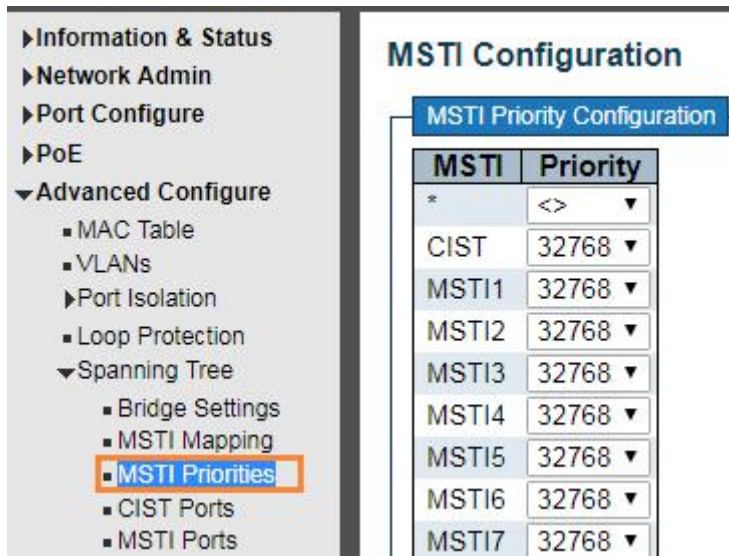 Information & Status
Network Admin
Port Configure
PoE
Advanced Configure
MAC Table
VLANs
Port Isolation
Loop Protection
Spanning Tree
Bridge Settings
MSTI Mapping
MSTI Priorities
CIST Ports
MSTI Ports
MSTI Configuration
MSTI Priority Configuration
MSTI Priority
* <>
CIST 32768
MSTI1 32768
MSTI2 32768
MSTI3 32768
MSTI4 32768
MSTI5 32768
MSTI6 32768
MSTI7 32768